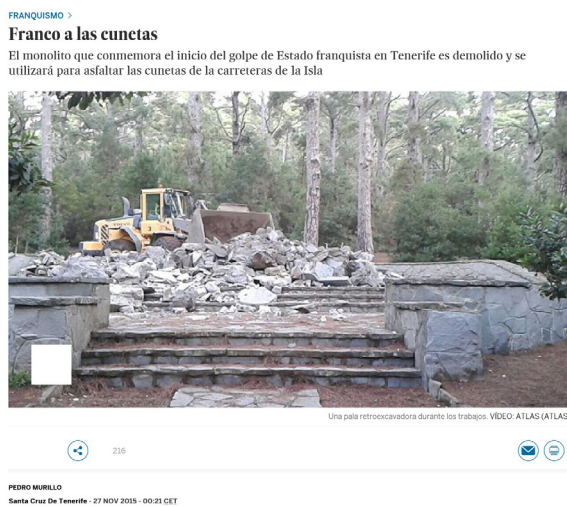 FRANQUISMO >
Franco a las cunetas
El monolito que conmemora el inicio del golpe de Estado franquista en Tenerife es demolido y se
utilizará para asfaltar las cunetas de la carreteras de la Isla
Una pala retroexcavadora durante los trabajos. VÍDEO: ATLAS (ATLAS
216
PEDRO MURILLO
Santa Cruz De Tenerife - 27 NOV 2015 - 00:21 CET